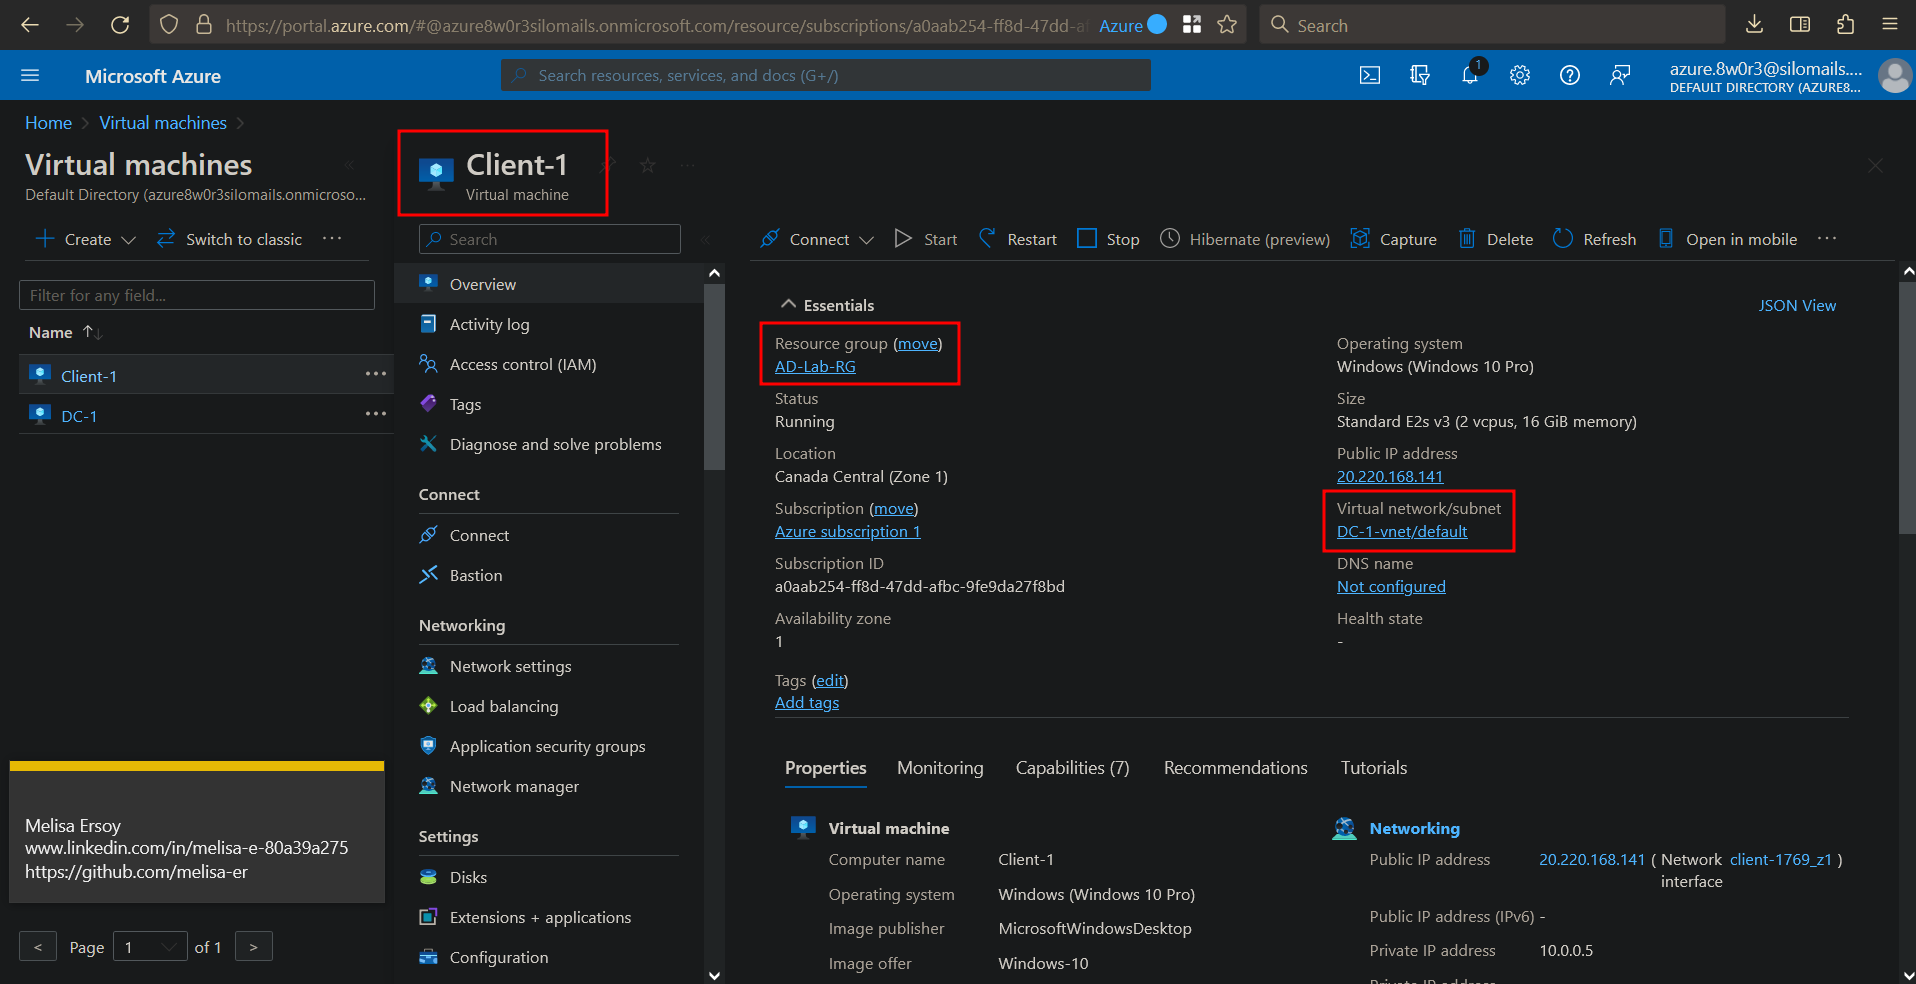 https://portal.azure.com/#@azure8w0r3silomails.onmicrosoft.com/resource/subscriptions/a0aab254-ff8d-47dd-a
Azure
Search
Microsoft Azure
Search resources, services, and docs (G+/)
1
azure.8w0r3@silomails....
DEFAULT DIRECTORY (AZURE8...
Home > Virtual machines >
Virtual machines
Default Directory (azure8w0r3silomails.onmicroso...
Create
Switch to classic
...
Filter for any field...
Name
Client-1
...
DC-1
...
Melisa Ersoy
www.linkedin.com/in/melisa-e-80a39a275
https://github.com/melisa-er
< Page 1 of 1 >
Client-1
Virtual machine
...
Search
Overview
Activity log
Access control (IAM)
Tags
Diagnose and solve problems
Connect
Connect
Bastion
Networking
Network settings
Load balancing
Application security groups
Network manager
Settings
Disks
Extensions + applications
Configuration
Connect
Start
Restart
Stop
Hibernate (preview)
Capture
Delete
Refresh
Open in mobile
...
Essentials
JSON View
Resource group (move)
AD-Lab-RG
Status
Running
Location
Canada Central (Zone 1)
Subscription (move)
Azure subscription 1
Subscription ID
a0aab254-ff8d-47dd-afbc-9fe9da27f8bd
Availability zone
1
Tags (edit)
Add tags
Operating system
Windows (Windows 10 Pro)
Size
Standard E2s v3 (2 vcpus, 16 GiB memory)
Public IP address
20.220.168.141
Virtual network/subnet
DC-1-vnet/default
DNS name
Not configured
Health state
-
Properties
Monitoring
Capabilities (7)
Recommendations
Tutorials
Virtual machine
Computer name Client-1
Operating system Windows (Windows 10 Pro)
Image publisher MicrosoftWindowsDesktop
Image offer Windows-10
Networking
Public IP address 20.220.168.141 ( Network client-1769_z1 )
interface
Public IP address (IPv6) -
Private IP address 10.0.0.5